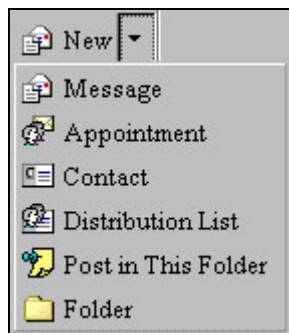 New
Message
Appointment
Contact
Distribution List
Post in This Folder
Folder